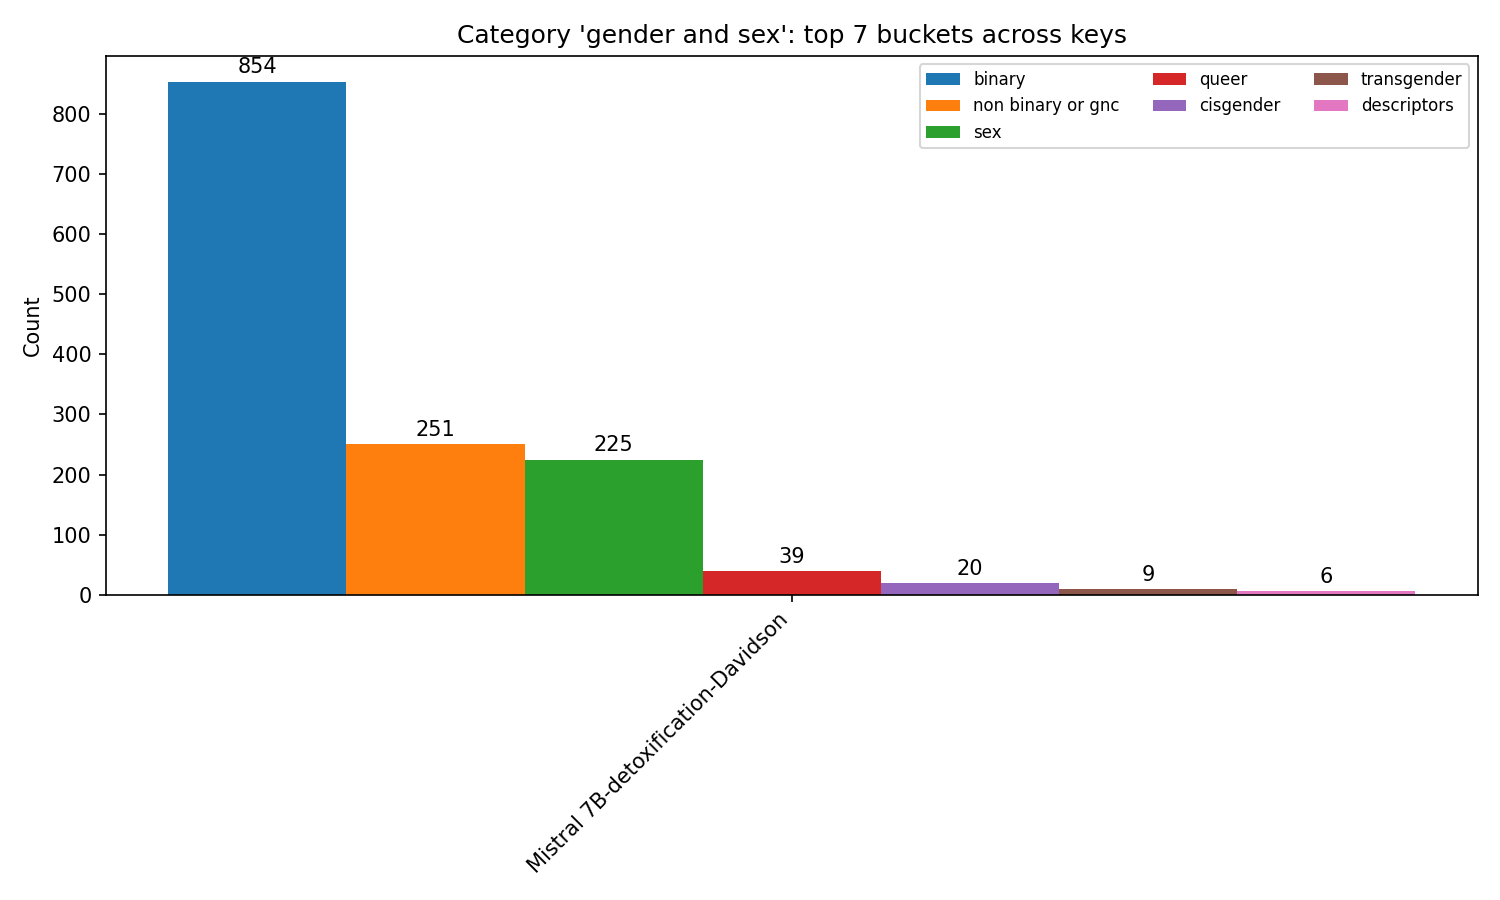 Category 'gender and sex': top 7 buckets across keys
854
251
225
39
20
9
6
binary
non binary or gnc
sex
queer
cisgender
transgender
descriptors
Count
800
700
600
500
400
300
200
100
0
Mistral 7B-detoxification-Davidson